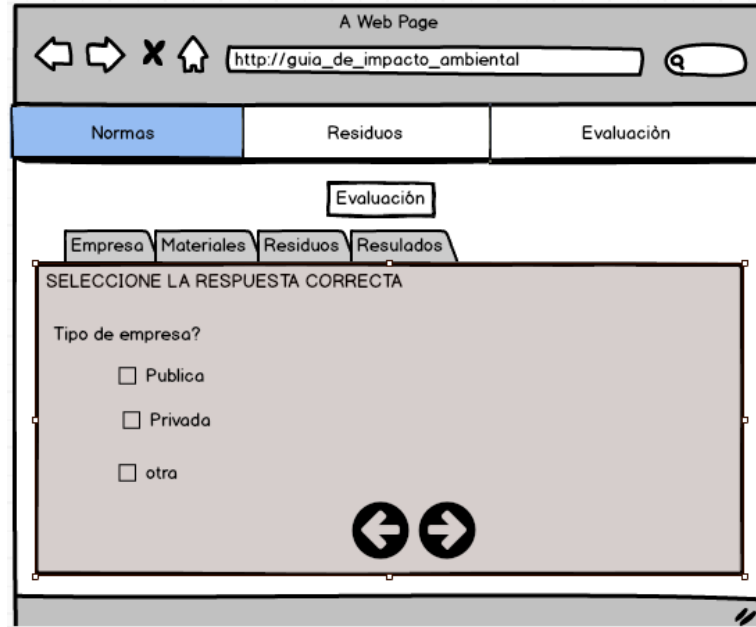 A Web Page
http://guia_de_impacto_ambiental
Normas Residuos Evaluaciòn
Evaluación
Empresa Materiales Residuos Resulados
SELECCIONE LA RESPUESTA CORRECTA
Tipo de empresa?
Publica
Privada
otra